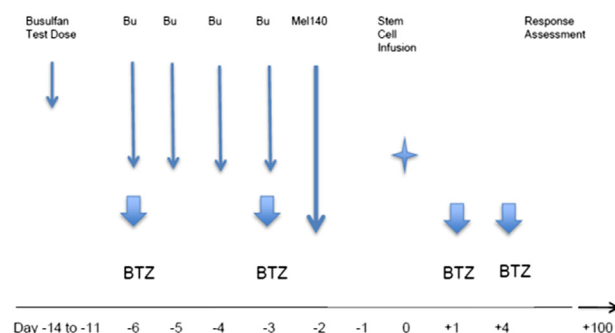 Busulfan
Test Dose
Bu Bu Bu Bu Mel140
Stem
Cell
Infusion
Response
Assessment
BTZ BTZ BTZ BTZ
Day -14 to -11 -6 -5 -4 -3 -2 -1 0 +1 +4 +100